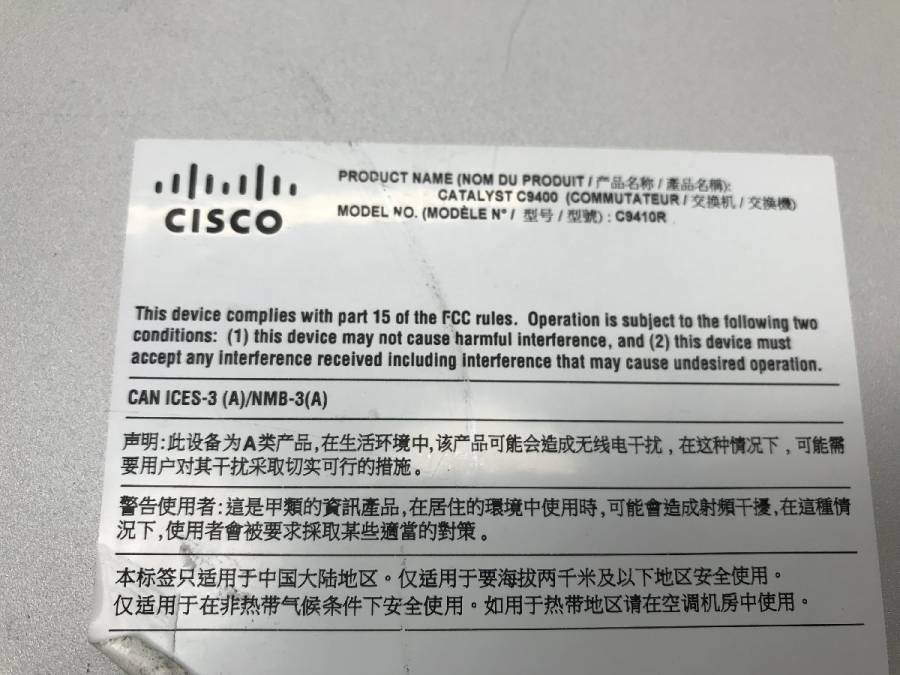 CISCO
PRODUCT NAME (NOM DU PRODUIT / 产品名称 / 產品名稱):
CATALYST C9400 (COMMUTATEUR / 交换机 / 交換機)
MODEL NO. (MODÈLE N° / 型号 / 型號) : C9410R
This device complies with part 15 of the FCC rules. Operation is subject to the following two
conditions: (1) this device may not cause harmful interference, and (2) this device must
accept any interference received including interference that may cause undesired operation.
CAN ICES-3 (A)/NMB-3(A)
声明:此设备为A类产品,在生活环境中,该产品可能会造成无线电干扰，在这种情况下，可能需
要用户对其干扰采取切实可行的措施。
警告使用者:這是甲類的資訊產品,在居住的環境中使用時,可能會造成射頻干擾,在這種情
況下,使用者會被要求採取某些適當的對策。
本标签只适用于中国大陆地区。仅适用于要海拔两千米及以下地区安全使用。
仅适用于在非热带气候条件下安全使用。如用于热带地区请在空调机房中使用。